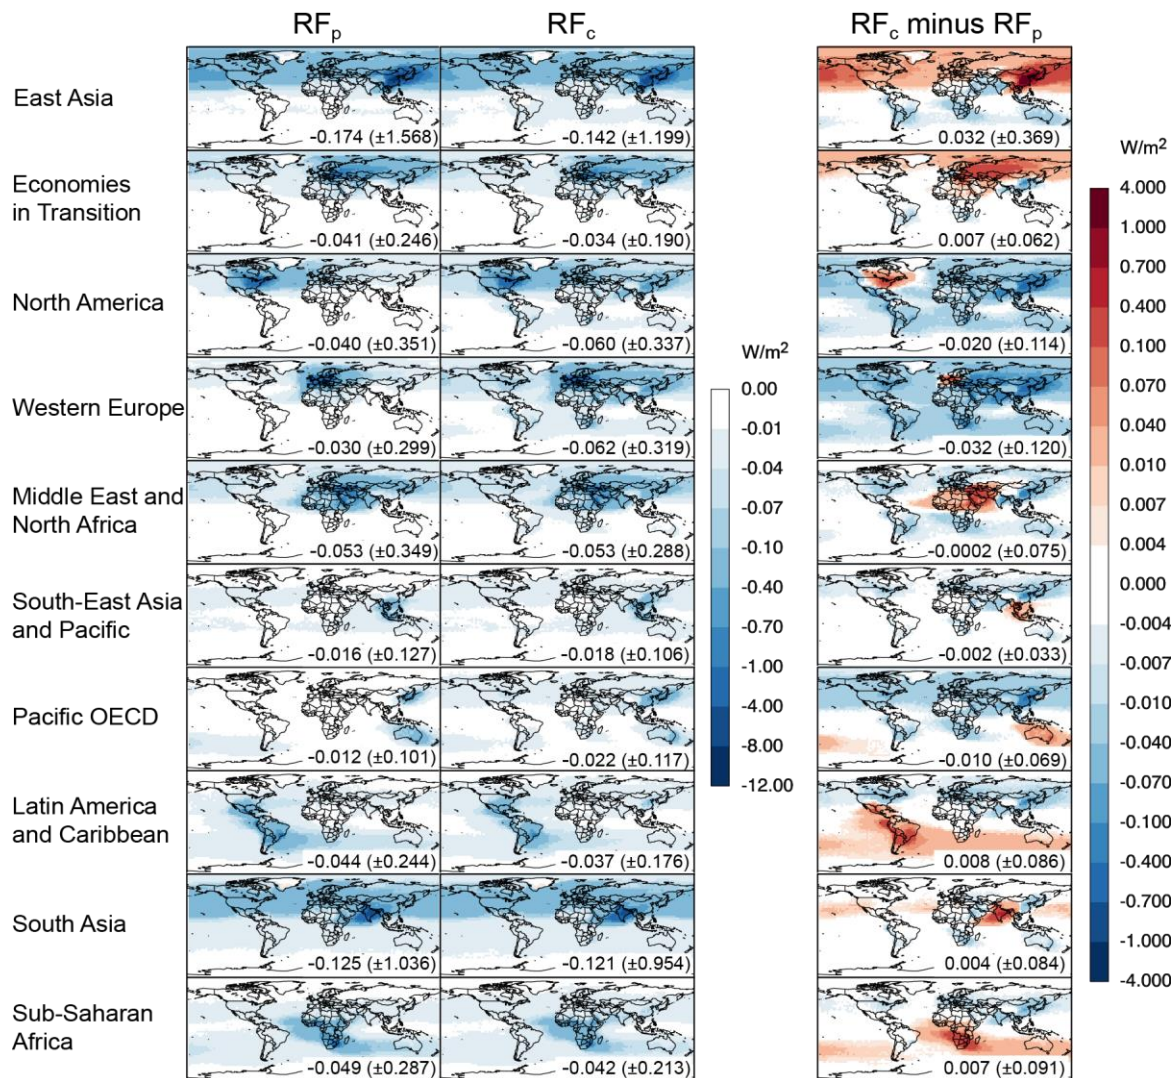 RFp RFc RFc minus RFp
East Asia
-0.174 (±1.568) -0.142 (±1.199) 0.032 (±0.369)
Economies
in Transition
-0.041 (±0.246) -0.034 (±0.190) 0.007 (±0.062)
North America
-0.040 (±0.351) -0.060 (±0.337) -0.020 (±0.114)
Western Europe
-0.030 (±0.299) -0.062 (±0.319) -0.032 (±0.120)
Middle East and
North Africa
-0.053 (±0.349) -0.053 (±0.288) -0.0002 (±0.075)
South-East Asia
and Pacific
-0.016 (±0.127) -0.018 (±0.106) -0.002 (±0.033)
Pacific OECD
-0.012 (±0.101) -0.022 (±0.117) -0.010 (±0.069)
Latin America
and Caribbean
-0.044 (±0.244) -0.037 (±0.176) 0.008 (±0.086)
South Asia
-0.125 (±1.036) -0.121 (±0.954) 0.004 (±0.084)
Sub-Saharan
Africa
-0.049 (±0.287) -0.042 (±0.213) 0.007 (±0.091)
W/m²
0.00
-0.01
-0.04
-0.07
-0.10
-0.40
-0.70
-1.00
-4.00
-8.00
-12.00
W/m²
4.000
1.000
0.700
0.400
0.100
0.070
0.040
0.010
0.007
0.004
0.000
-0.004
-0.007
-0.010
-0.040
-0.070
-0.100
-0.400
-0.700
-1.000
-4.000